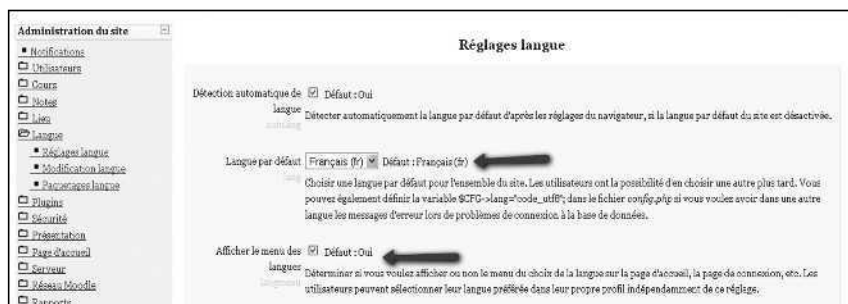 Administration du site
Notifications
Utilisateurs
Cours
Notes
Lieu
Langue
Réglages langue
Modification langue
Paquetages langue
Plugins
Sécurité
Présentation
Page d'accueil
Serveur
Réseau Moodle
Rapports
Réglages langue
Détection automatique de langue
autolang
Défaut : Oui
Détecter automatiquement la langue par défaut d'après les réglages du navigateur, si la langue par défaut du site est désactivée.
Langue par défaut
lang
Français (fr) Défaut : Français (fr)
Choisir une langue par défaut pour l'ensemble du site. Les utilisateurs ont la possibilité d'en choisir une autre plus tard. Vous
pouvez également définir la variable $CFG->lang="code_utf8"; dans le fichier config.php si vous voulez avoir dans une autre
langue les messages d'erreur lors de problèmes de connexion à la base de données.
Afficher le menu des
langues
langmenu
Défaut : Oui
Déterminer si vous voulez afficher ou non le menu du choix de la langue sur la page d'accueil, la page de connexion, etc. Les
utilisateurs peuvent sélectionner leur langue préférée dans leur propre profil indépendamment de ce réglage.